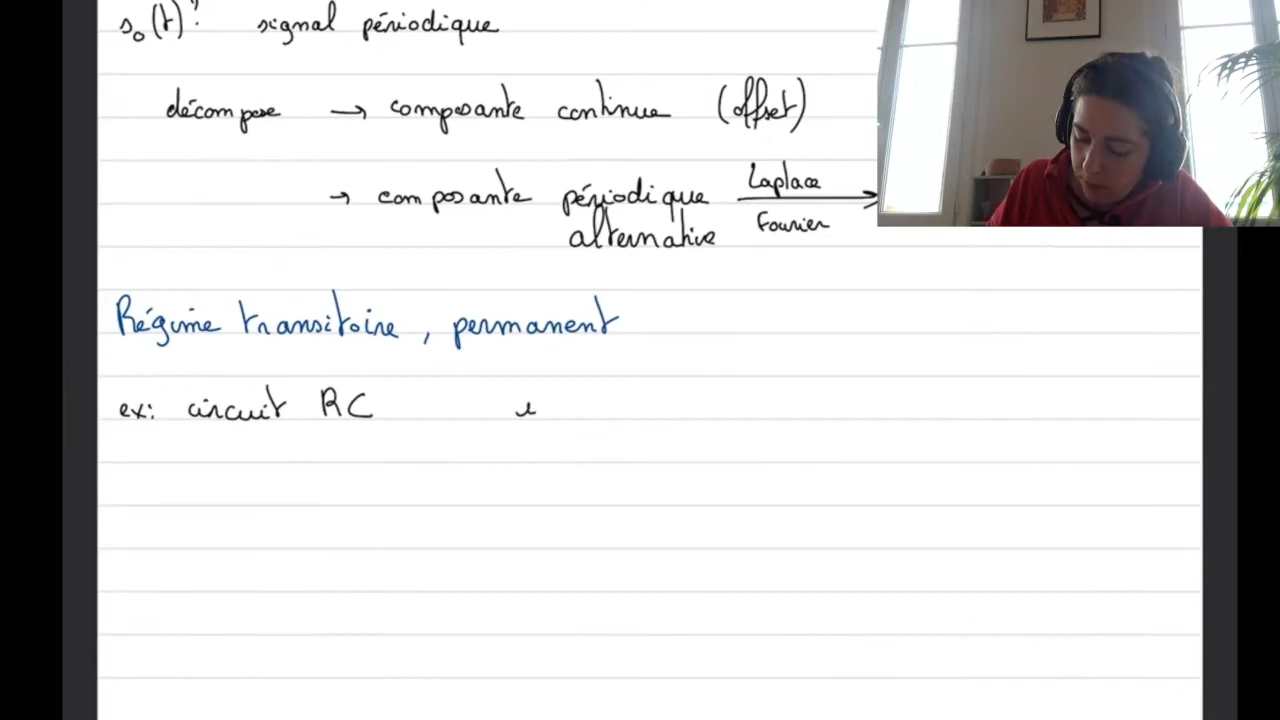 s₀(t)? signal périodique
décompose → composante continue (offset)
→ composante périodique alternative Laplace Fourier →
Régime transitoire, permanent
ex: circuit RC